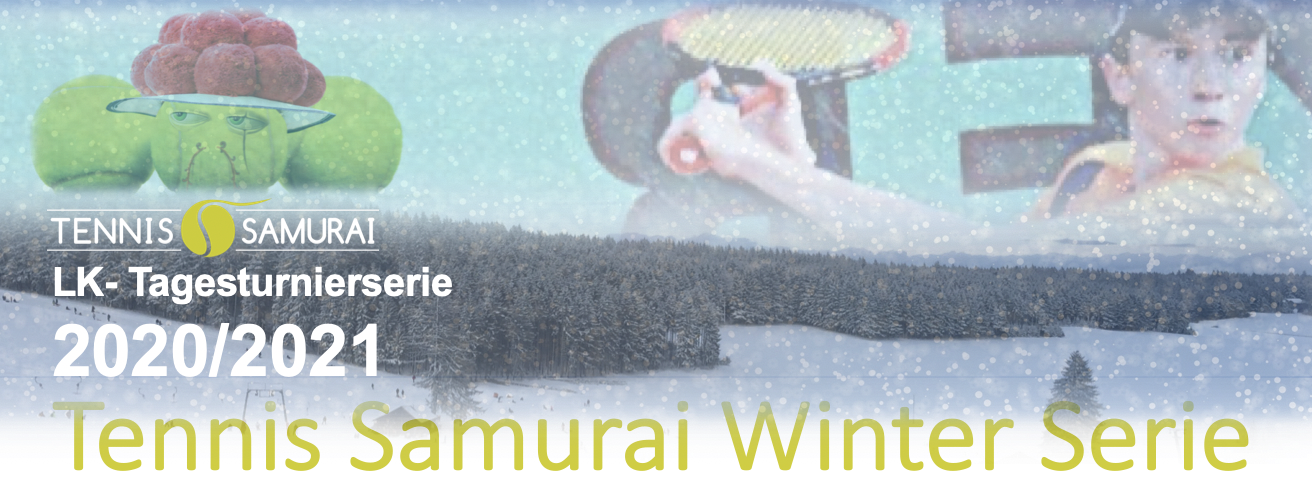 TENNIS SAMURAI
LK- Tagesturnierserie
2020/2021
Tennis Samurai Winter Serie